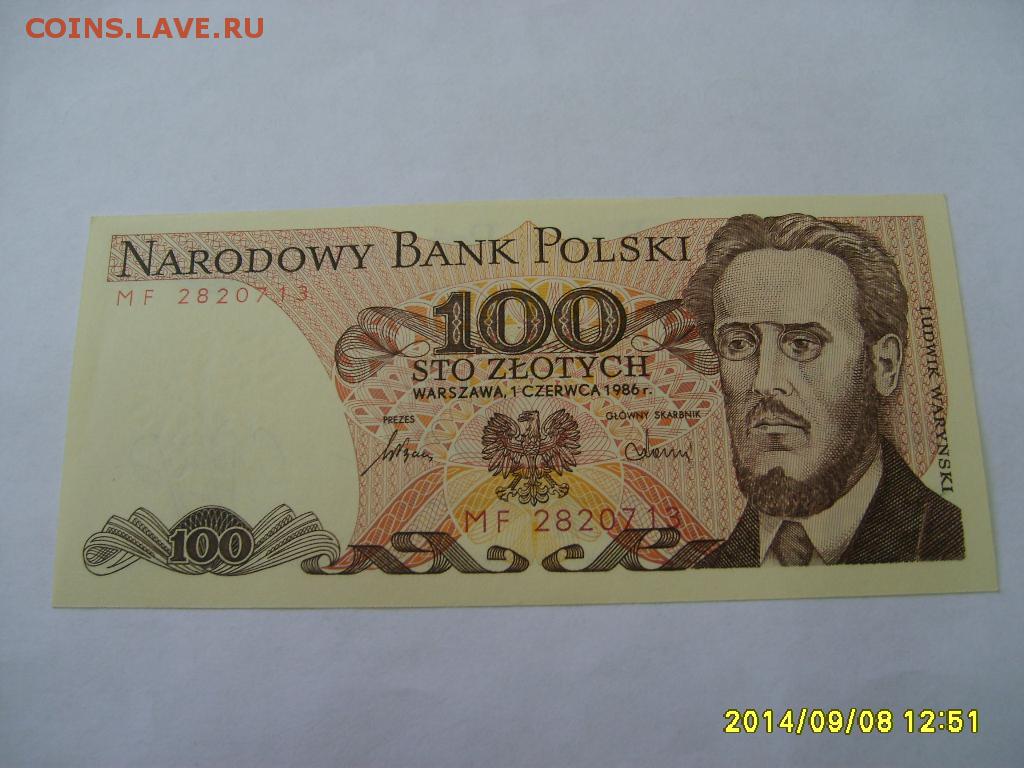 COINS.LAVE.RU
NARODOWY BANK POLSKI
MF 2820713
100
STO ZŁOTYCH
WARSZAWA, 1 CZERWCA 1986 r.
PREZES
GŁÓWNY SKARBNIK
LUDWIK WARYŃSKI
MF 2820713
100
2014/09/08 12:51